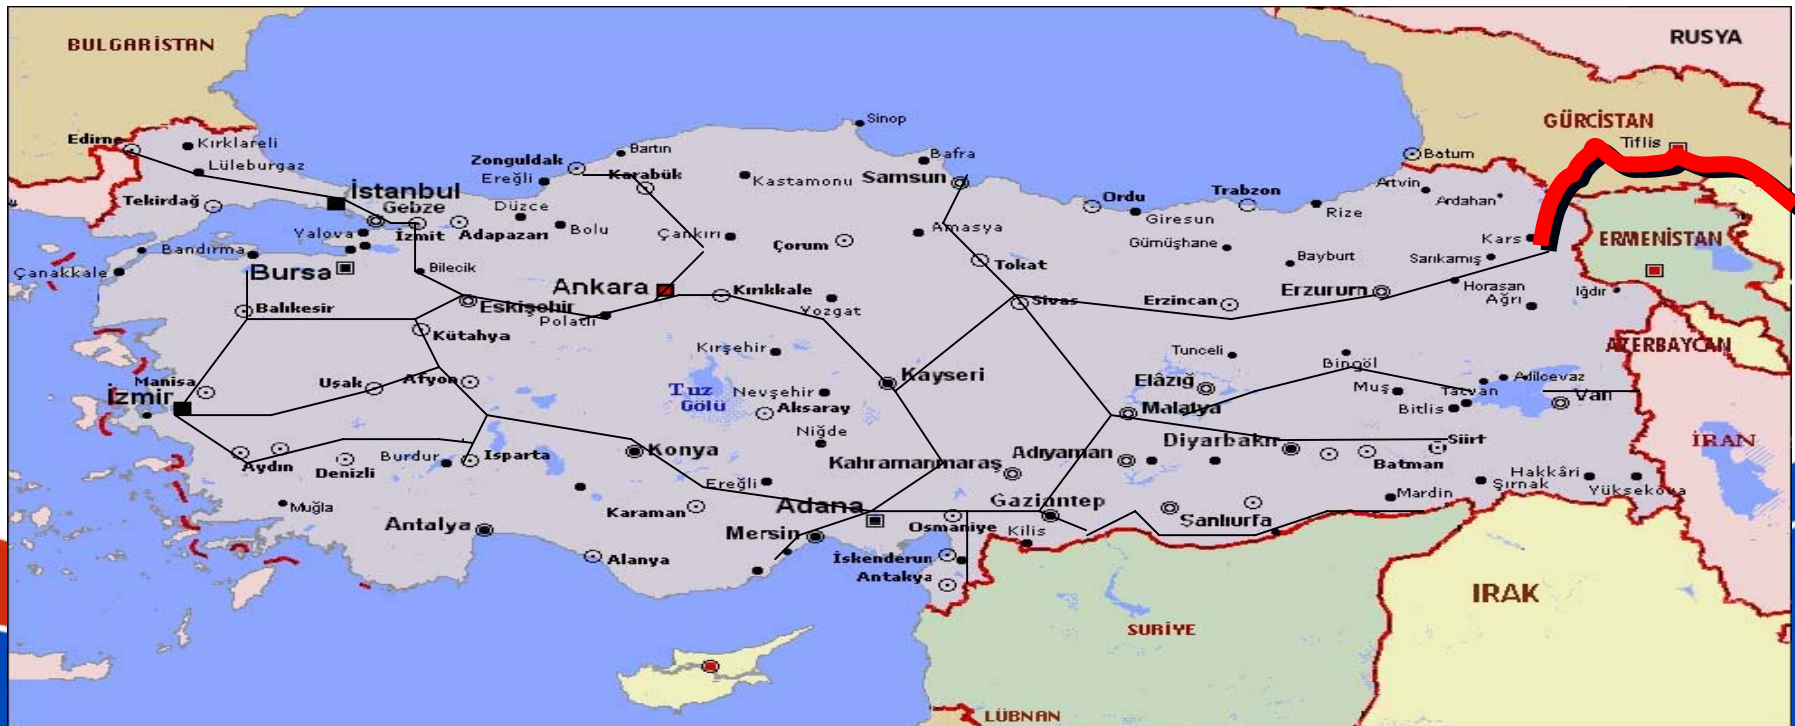 BULGARİSTAN
RUSYA
GÜRCİSTAN
Tiflis
Sinop
Edirne
Kırklareli
Lüleburgaz
Zonguldak
Bartın
Ereğli
Karabük
Kastamonu
Bafra
Samsun
Batum
Artvin
Ardahan
Tekirdağ
İstanbul
Gebze
İzmit
Adapazarı
Düzce
Bolu
Çankırı
Çorum
Amasya
Ordu
Giresun
Trabzon
Rize
Gümüşhane
Bayburt
Kars
Sarıkamış
ERMENİSTAN
Yalova
Bandırma
Çanakkale
Bursa
Bilecik
Ankara
Kırıkkale
Tokat
Sivas
Erzincan
Erzurum
Horasan
Ağrı
Iğdır
Balıkesir
Eskişehir
Polatlı
Yozgat
Kütahya
Kırşehir
Tunceli
Bingöl
AZERBAYCAN
Manisa
Uşak
Afyon
Tuz
Gölü
Nevşehir
Aksaray
Kayseri
Elâzığ
Malatya
Muş
Tatvan
Adilcevaz
Bitlis
Van
İzmir
Niğde
Aydın
Denizli
Burdur
Isparta
Konya
Kahramanmaraş
Adıyaman
Diyarbakır
Batman
Siirt
İRAN
Hakkâri
Yüksekova
Şırnak
Mardin
Muğla
Antalya
Karaman
Ereğli
Adana
Mersin
Osmaniye
Gaziantep
Kilis
Şanlıurfa
Alanya
İskenderun
Antakya
IRAK
SURİYE
LÜBNAN